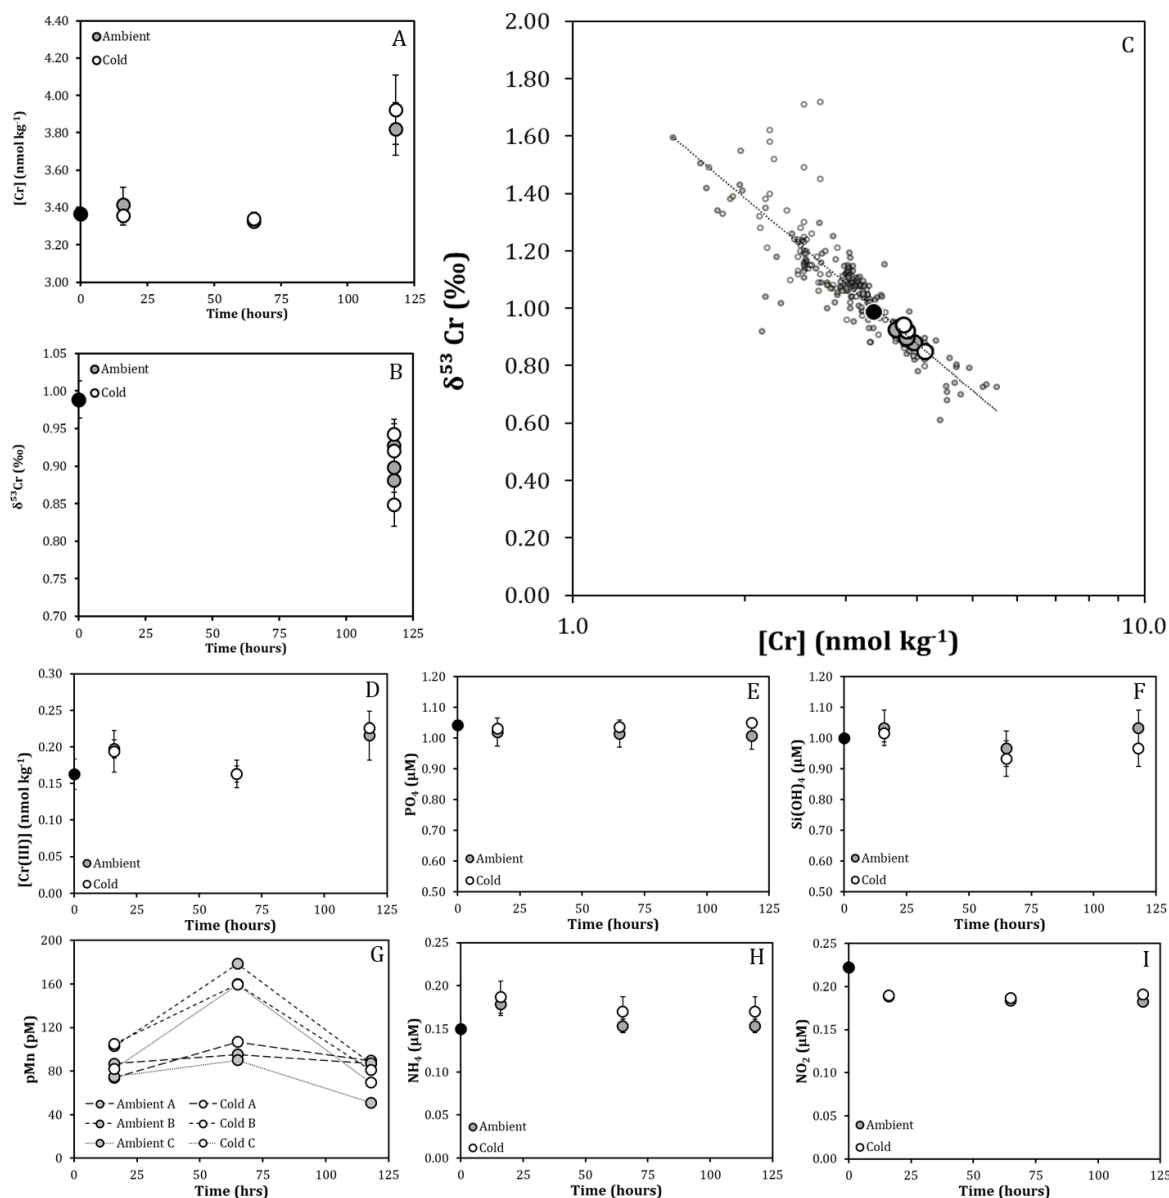 A
Ambient
Cold
4.40
4.20
4.00
3.80
3.60
3.40
3.20
3.00
[Cr] (nmol kg⁻¹)
0 25 50 75 100 125
Time (hours)
B
Ambient
Cold
1.05
1.00
0.95
0.90
0.85
0.80
0.75
0.70
δ⁵³Cr (‰)
0 25 50 75 100 125
Time (hours)
C
2.00
1.80
1.60
1.40
1.20
1.00
0.80
0.60
0.40
0.20
0.00
δ⁵³ Cr (‰)
1.0 10.0
[Cr] (nmol kg⁻¹)
D
0.30
0.25
0.20
0.15
0.10
0.05
0.00
[Cr(III)] (nmol kg⁻¹)
Ambient
Cold
0 25 50 75 100 125
Time (hours)
E
1.20
1.10
1.00
0.90
0.80
0.70
0.60
0.50
PO₄ (μM)
Ambient
Cold
0 25 50 75 100 125
Time (hours)
F
1.20
1.10
1.00
0.90
0.80
0.70
0.60
0.50
Si(OH)₄ (μM)
Ambient
Cold
0 25 50 75 100 125
Time (hours)
G
200
160
120
80
40
0
pMn (pM)
Ambient A Cold A
Ambient B Cold B
Ambient C Cold C
0 25 50 75 100 125
Time (hrs)
H
0.25
0.20
0.15
0.10
0.05
0.00
NH₄ (μM)
Ambient
Cold
0 25 50 75 100 125
Time (hours)
I
0.25
0.20
0.15
0.10
0.05
0.00
NO₂ (μM)
Ambient
Cold
0 25 50 75 100 125
Time (hours)